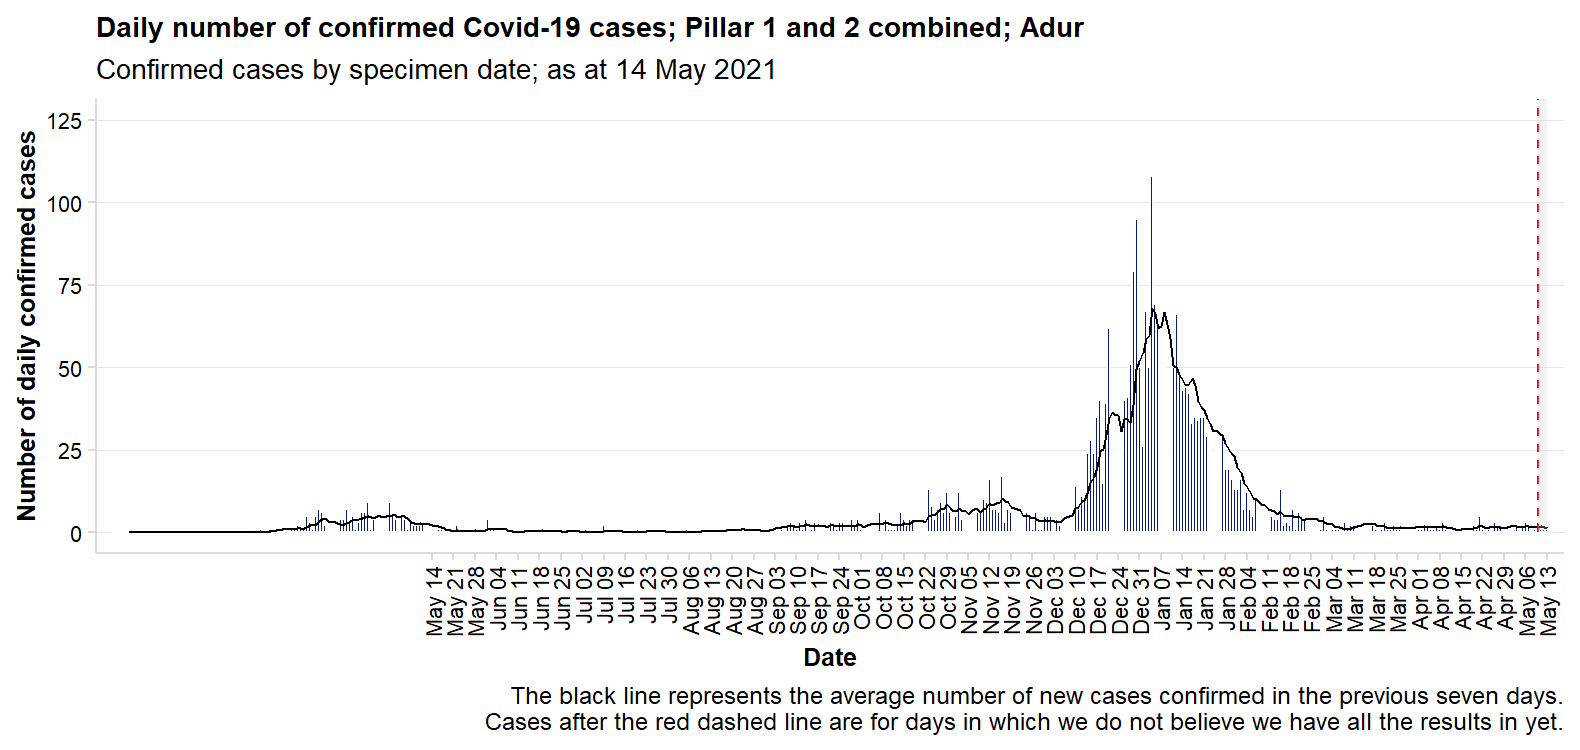 Daily number of confirmed Covid-19 cases; Pillar 1 and 2 combined; Adur
Confirmed cases by specimen date; as at 14 May 2021
Number of daily confirmed cases
125
100
75
50
25
0
May 14
May 21
May 28
Jun 04
Jun 11
Jun 18
Jun 25
Jul 02
Jul 09
Jul 16
Jul 23
Jul 30
Aug 06
Aug 13
Aug 20
Aug 27
Sep 03
Sep 10
Sep 17
Sep 24
Oct 01
Oct 08
Oct 15
Oct 22
Oct 29
Nov 05
Nov 12
Nov 19
Nov 26
Dec 03
Dec 10
Dec 17
Dec 24
Dec 31
Jan 07
Jan 14
Jan 21
Jan 28
Feb 04
Feb 11
Feb 18
Feb 25
Mar 04
Mar 11
Mar 18
Mar 25
Apr 01
Apr 08
Apr 15
Apr 22
Apr 29
May 06
May 13
Date
The black line represents the average number of new cases confirmed in the previous seven days.
Cases after the red dashed line are for days in which we do not believe we have all the results in yet.